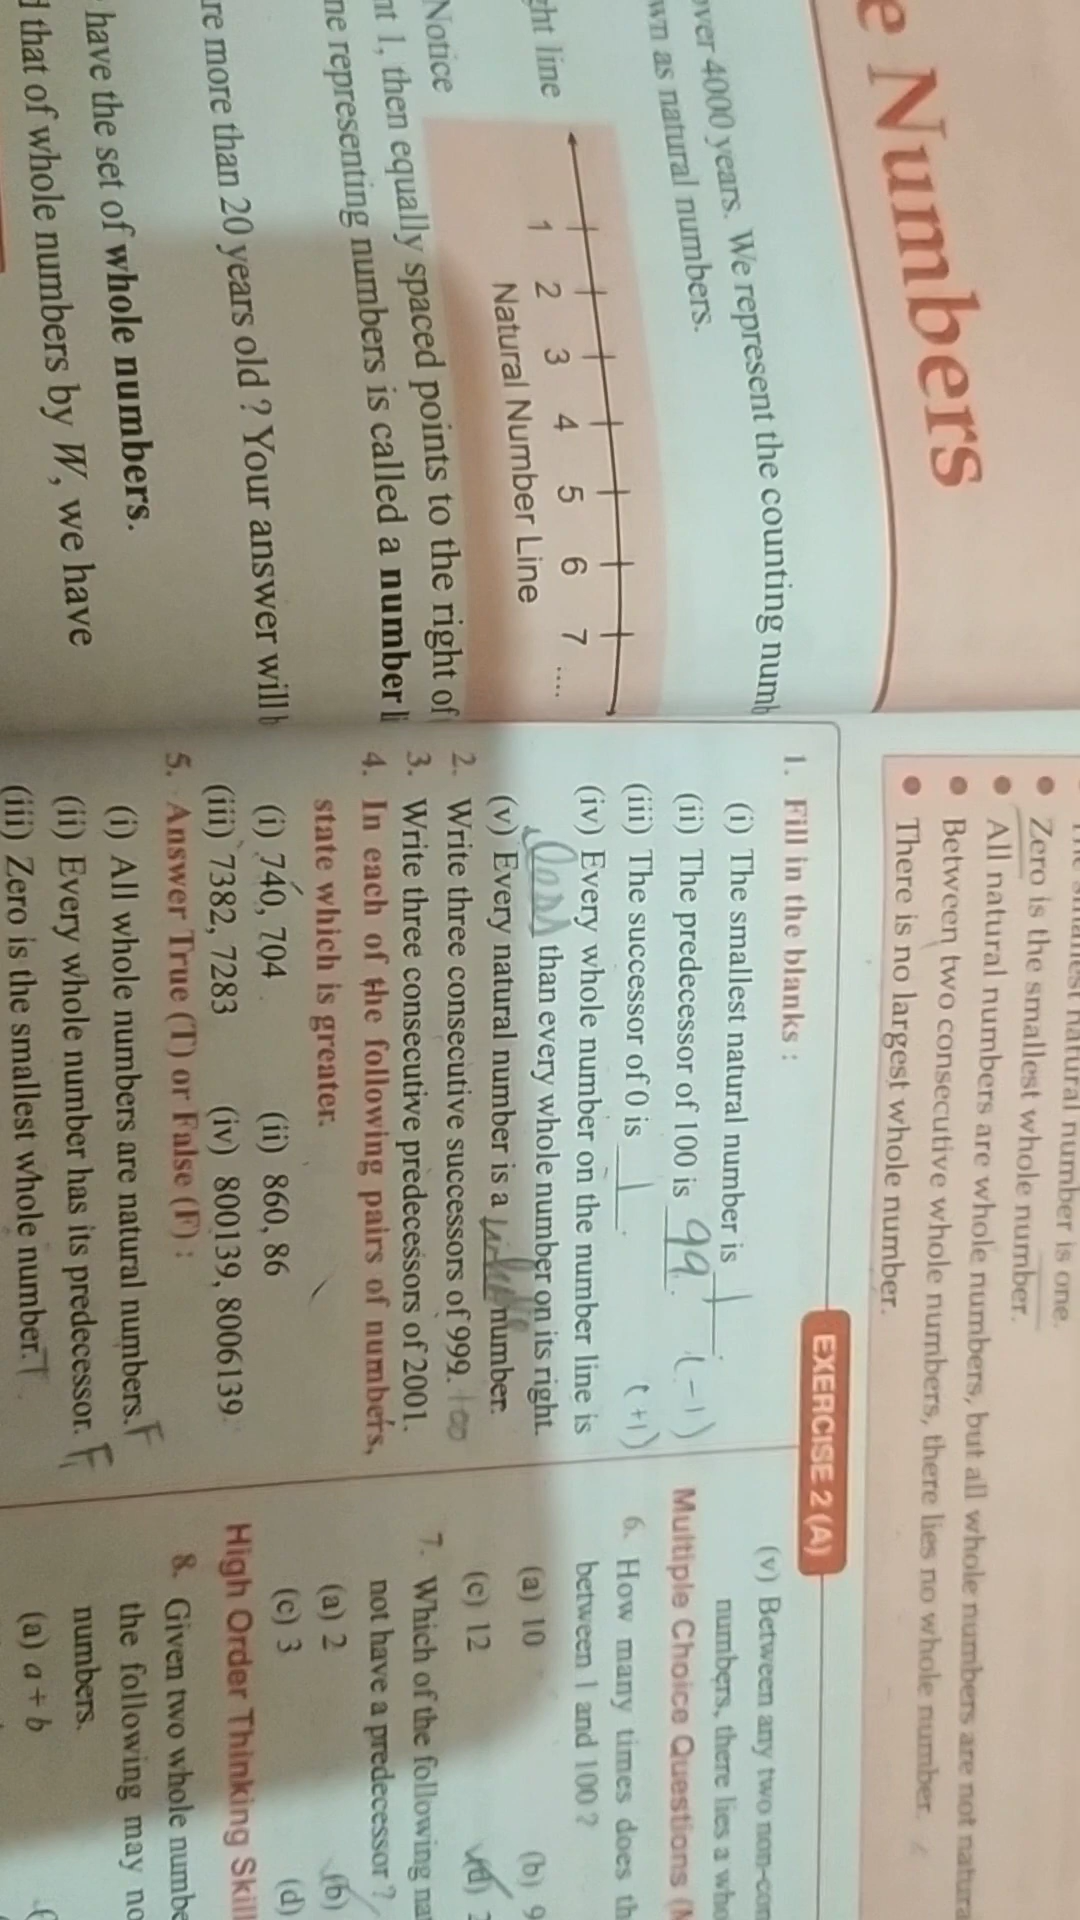 e Numbers
over 4000 years. We represent the counting numb
wn as natural numbers.
ght line
1 2 3 4 5 6 7 ....
Natural Number Line
Notice
nt 1, then equally spaced points to the right of
ne representing numbers is called a number li
re more than 20 years old ? Your answer will b
have the set of whole numbers.
d that of whole numbers by W, we have
natural number is one.
Zero is the smallest whole number.
All natural numbers are whole numbers, but all whole numbers are not natura
Between two consecutive whole numbers, there lies no whole number.
There is no largest whole number.
EXERCISE 2 (A)
1. Fill in the blanks :
(i) The smallest natural number is 1.
(ii) The predecessor of 100 is 99. (-1)
(iii) The successor of 0 is 1. (+1)
(iv) Every whole number on the number line is
less than every whole number on its right.
(v) Every natural number is a whole number.
2. Write three consecutive successors of 999.
3. Write three consecutive predecessors of 2001.
4. In each of the following pairs of numbers,
state which is greater.
(i) 740, 704 (ii) 860, 86
(iii) 7382, 7283 (iv) 800139, 8006139
5. Answer True (T) or False (F) :
(i) All whole numbers are natural numbers. F
(ii) Every whole number has its predecessor. F
(iii) Zero is the smallest whole number. T
(v) Between any two non-con
numbers, there lies a who
Multiple Choice Questions (M
6. How many times does th
between 1 and 100 ?
(a) 10 (b) 9
(c) 12 (d)
7. Which of the following na
not have a predecessor ?
(a) 2 (b)
(c) 3 (d)
High Order Thinking Skill
8. Given two whole numbe
the following may no
numbers.
(a) a + b